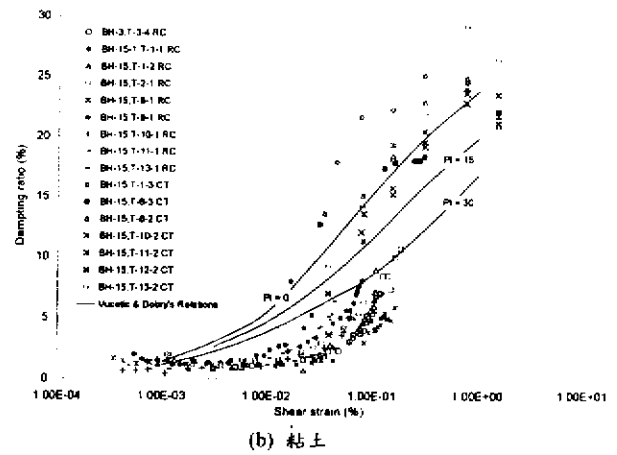 30
25
20
15
10
5
0
Dampting ratio (%)
BH-3,T-3-4 RC
BH-15-1 T-1-1 RC
BH-15,T-1-2 RC
BH-15,T-2-1 RC
BH-15,T-8-1 RC
BH-15,T-9-1 RC
BH-15,T-10-1 RC
BH-15,T-11-1 RC
BH-15,T-13-1 RC
BH-15,T-1-3 CT
BH-15,T-6-3 CT
BH-15,T-8-2 CT
BH-15,T-10-2 CT
BH-15,T-11-2 CT
BH-15,T-12-2 CT
BH-15,T-13-2 CT
Vucetic & Dobry's Relations
PI = 0
PI = 15
PI = 30
1.00E-04
1.00E-03
1.00E-02
1.00E-01
1.00E+00
1.00E+01
Shear strain (%)
(b) 粘土